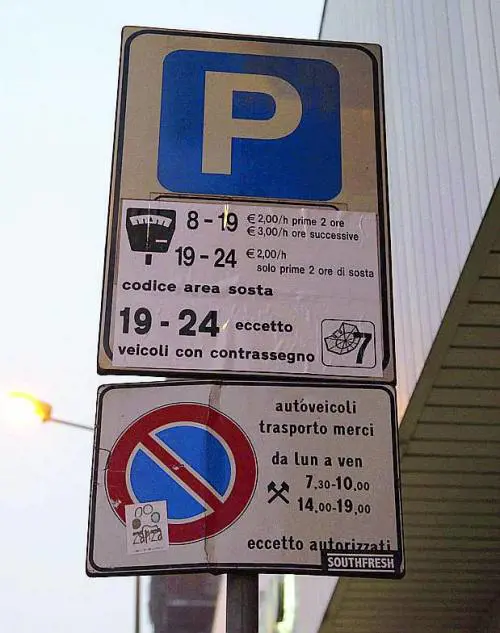 P
8-19 €2,00/h prime 2 ore
€3,00/h ore successive
19-24 €2,00/h
solo prime 2 ore di sosta
codice area sosta
19-24 eccetto
veicoli con contrassegno 7
autoveicoli
trasporto merci
da lun a ven
7,30-10,00
14,00-19,00
eccetto autorizzati
SOUTHFRESH
zanza